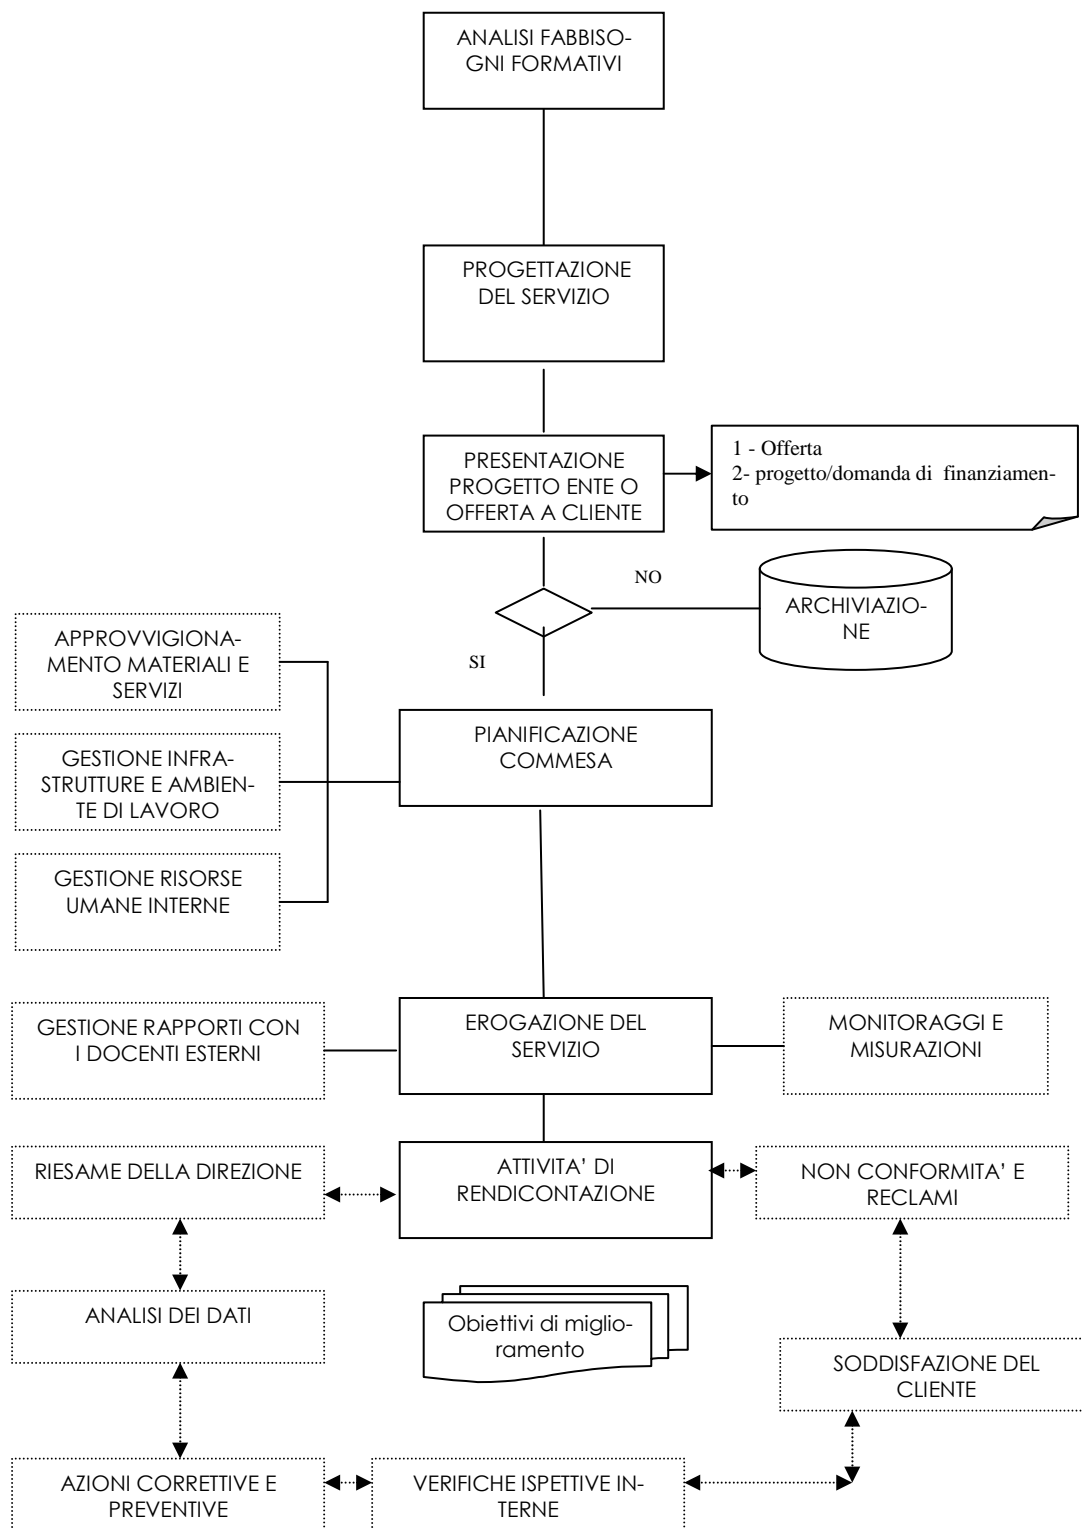 ANALISI FABBISO-
GNI FORMATIVI
PROGETTAZIONE
DEL SERVIZIO
PRESENTAZIONE
PROGETTO ENTE O
OFFERTA A CLIENTE
1 - Offerta
2- progetto/domanda di finanziamen-
to
NO
ARCHIVIAZIO-
NE
SI
APPROVVIGIONA-
MENTO MATERIALI E
SERVIZI
PIANIFICAZIONE
COMMESA
GESTIONE INFRA-
STRUTTURE E AMBIEN-
TE DI LAVORO
GESTIONE RISORSE
UMANE INTERNE
GESTIONE RAPPORTI CON
I DOCENTI ESTERNI
EROGAZIONE DEL
SERVIZIO
MONITORAGGI E
MISURAZIONI
RIESAME DELLA DIREZIONE
ATTIVITA’ DI
RENDICONTAZIONE
NON CONFORMITA’ E
RECLAMI
ANALISI DEI DATI
Obiettivi di miglio-
ramento
SODDISFAZIONE DEL
CLIENTE
AZIONI CORRETTIVE E
PREVENTIVE
VERIFICHE ISPETTIVE IN-
TERNE